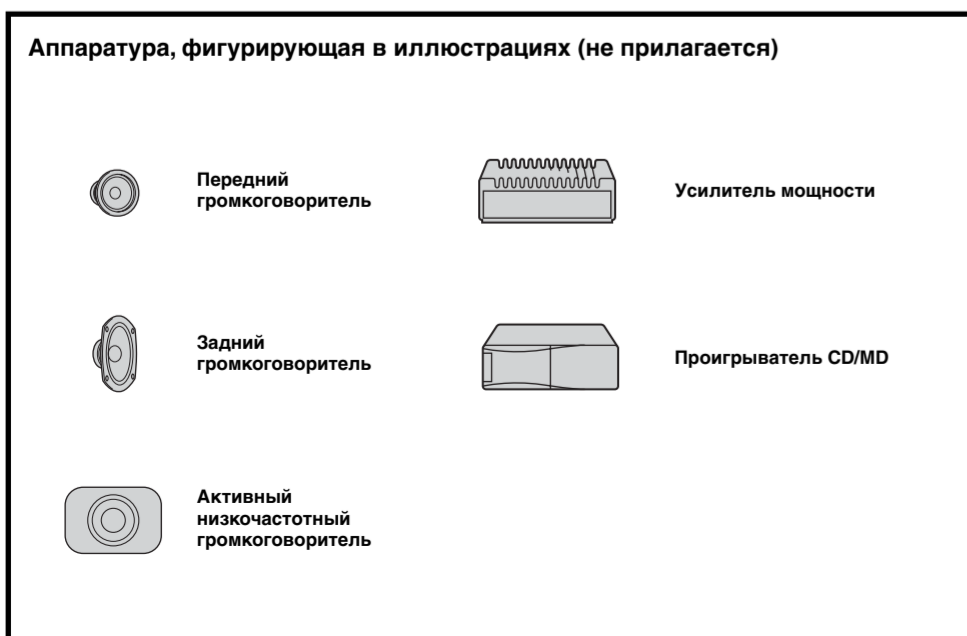 Аппаратура, фигурирующая в иллюстрациях (не прилагается)
Передний
громкоговоритель
Усилитель мощности
Задний
громкоговоритель
Проигрыватель CD/MD
Активный
низкочастотный
громкоговоритель